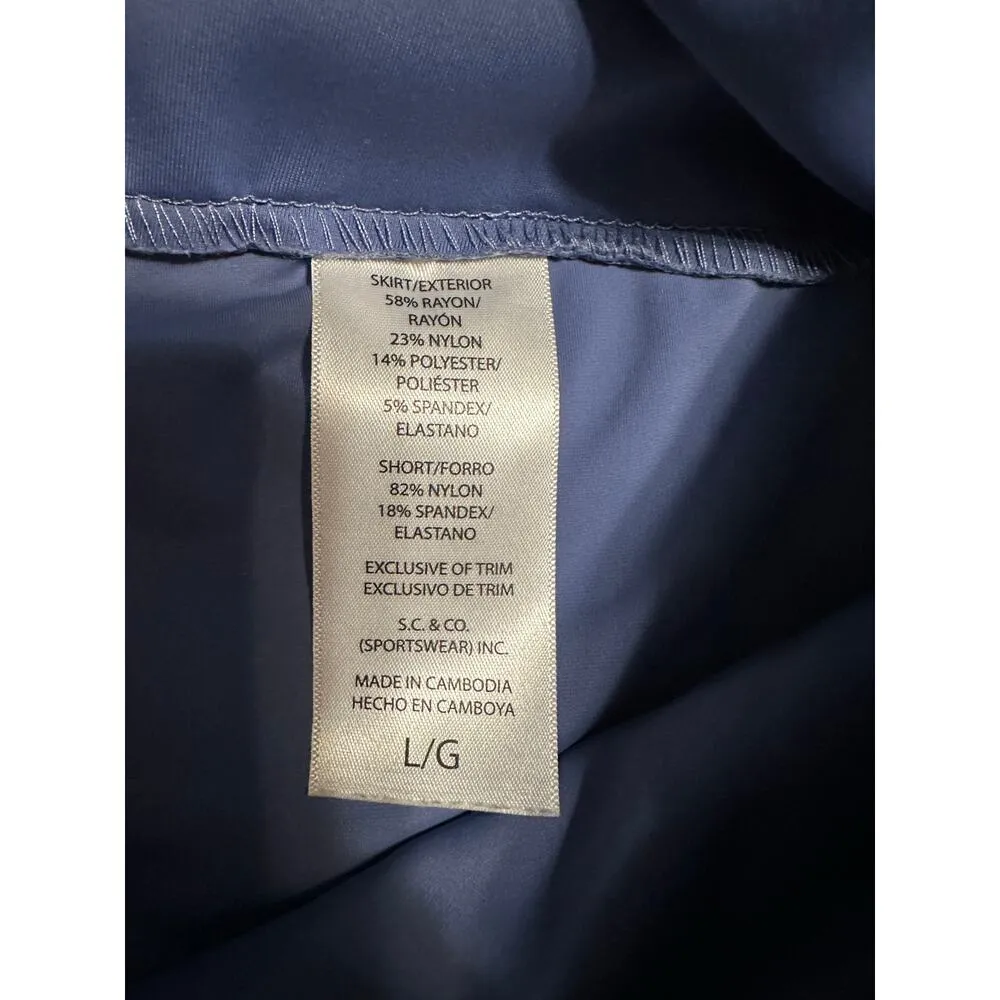 SKIRT/EXTERIOR
58% RAYON/
RAYÓN
23% NYLON
14% POLYESTER/
POLIÉSTER
5% SPANDEX/
ELASTANO
SHORT/FORRO
82% NYLON
18% SPANDEX/
ELASTANO
EXCLUSIVE OF TRIM
EXCLUSIVO DE TRIM
S.C. & CO.
(SPORTSWEAR) INC.
MADE IN CAMBODIA
HECHO EN CAMBOYA
L/G